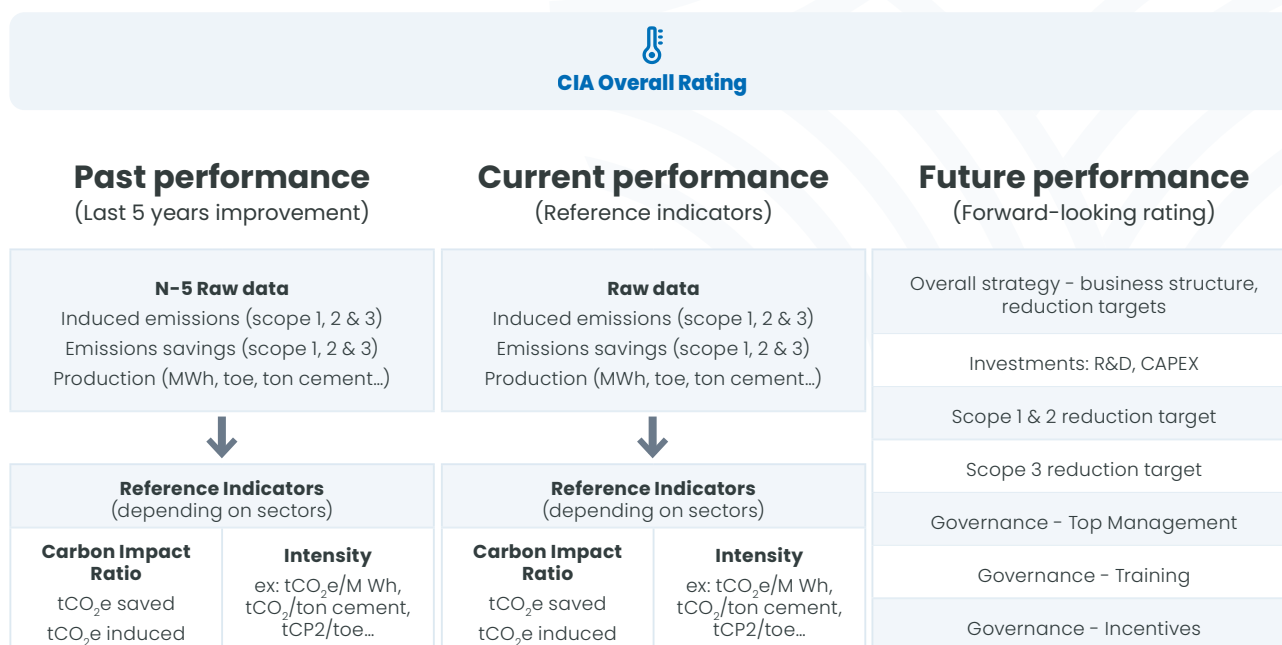 CIA Overall Rating
Past performance
(Last 5 years improvement)
N-5 Raw data
Induced emissions (scope 1, 2 & 3)
Emissions savings (scope 1, 2 & 3)
Production (MWh, toe, ton cement…)
Reference Indicators
(depending on sectors)
Carbon Impact
Ratio
tCO₂e saved
tCO₂e induced
Intensity
ex: tCO₂e/M Wh,
tCO₂/ton cement,
tCP2/toe…
Current performance
(Reference indicators)
Raw data
Induced emissions (scope 1, 2 & 3)
Emissions savings (scope 1, 2 & 3)
Production (MWh, toe, ton cement…)
Reference Indicators
(depending on sectors)
Carbon Impact
Ratio
tCO₂e saved
tCO₂e induced
Intensity
ex: tCO₂e/M Wh,
tCO₂/ton cement,
tCP2/toe…
Future performance
(Forward-looking rating)
Overall strategy - business structure,
reduction targets
Investments: R&D, CAPEX
Scope 1 & 2 reduction target
Scope 3 reduction target
Governance - Top Management
Governance - Training
Governance - Incentives